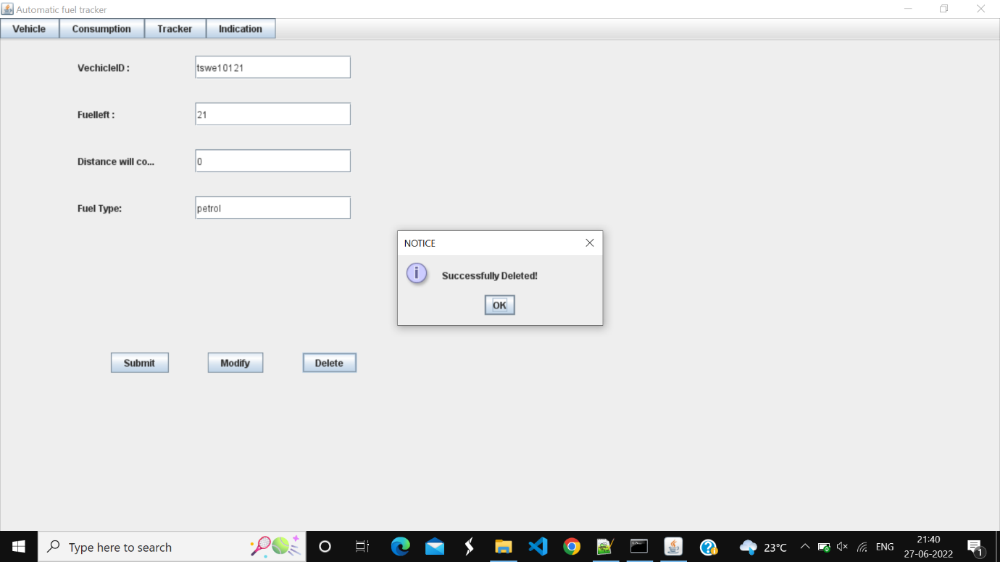 Automatic fuel tracker
Vehicle Consumption Tracker Indication
VechicleID : tswe10121
Fuelleft : 21
Distance will co... 0
Fuel Type: petrol
NOTICE
i
Successfully Deleted!
OK
Submit Modify Delete
Type here to search
23°C
ENG
21:40
27-06-2022
1